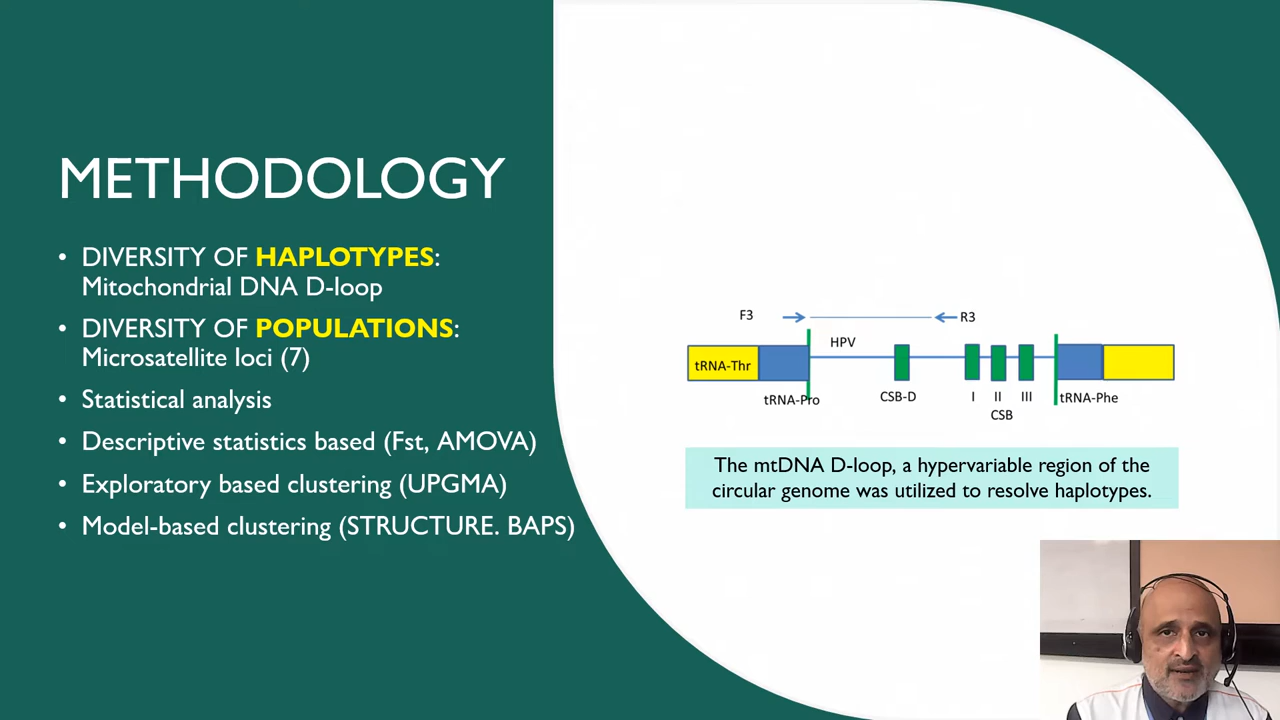 METHODOLOGY
• DIVERSITY OF HAPLOTYPES:
Mitochondrial DNA D-loop
• DIVERSITY OF POPULATIONS:
Microsatellite loci (7)
• Statistical analysis
• Descriptive statistics based (Fst, AMOVA)
• Exploratory based clustering (UPGMA)
• Model-based clustering (STRUCTURE. BAPS)
F3
R3
HPV
tRNA-Thr
tRNA-Pro
CSB-D
I II III
CSB
tRNA-Phe
The mtDNA D-loop, a hypervariable region of the
circular genome was utilized to resolve haplotypes.